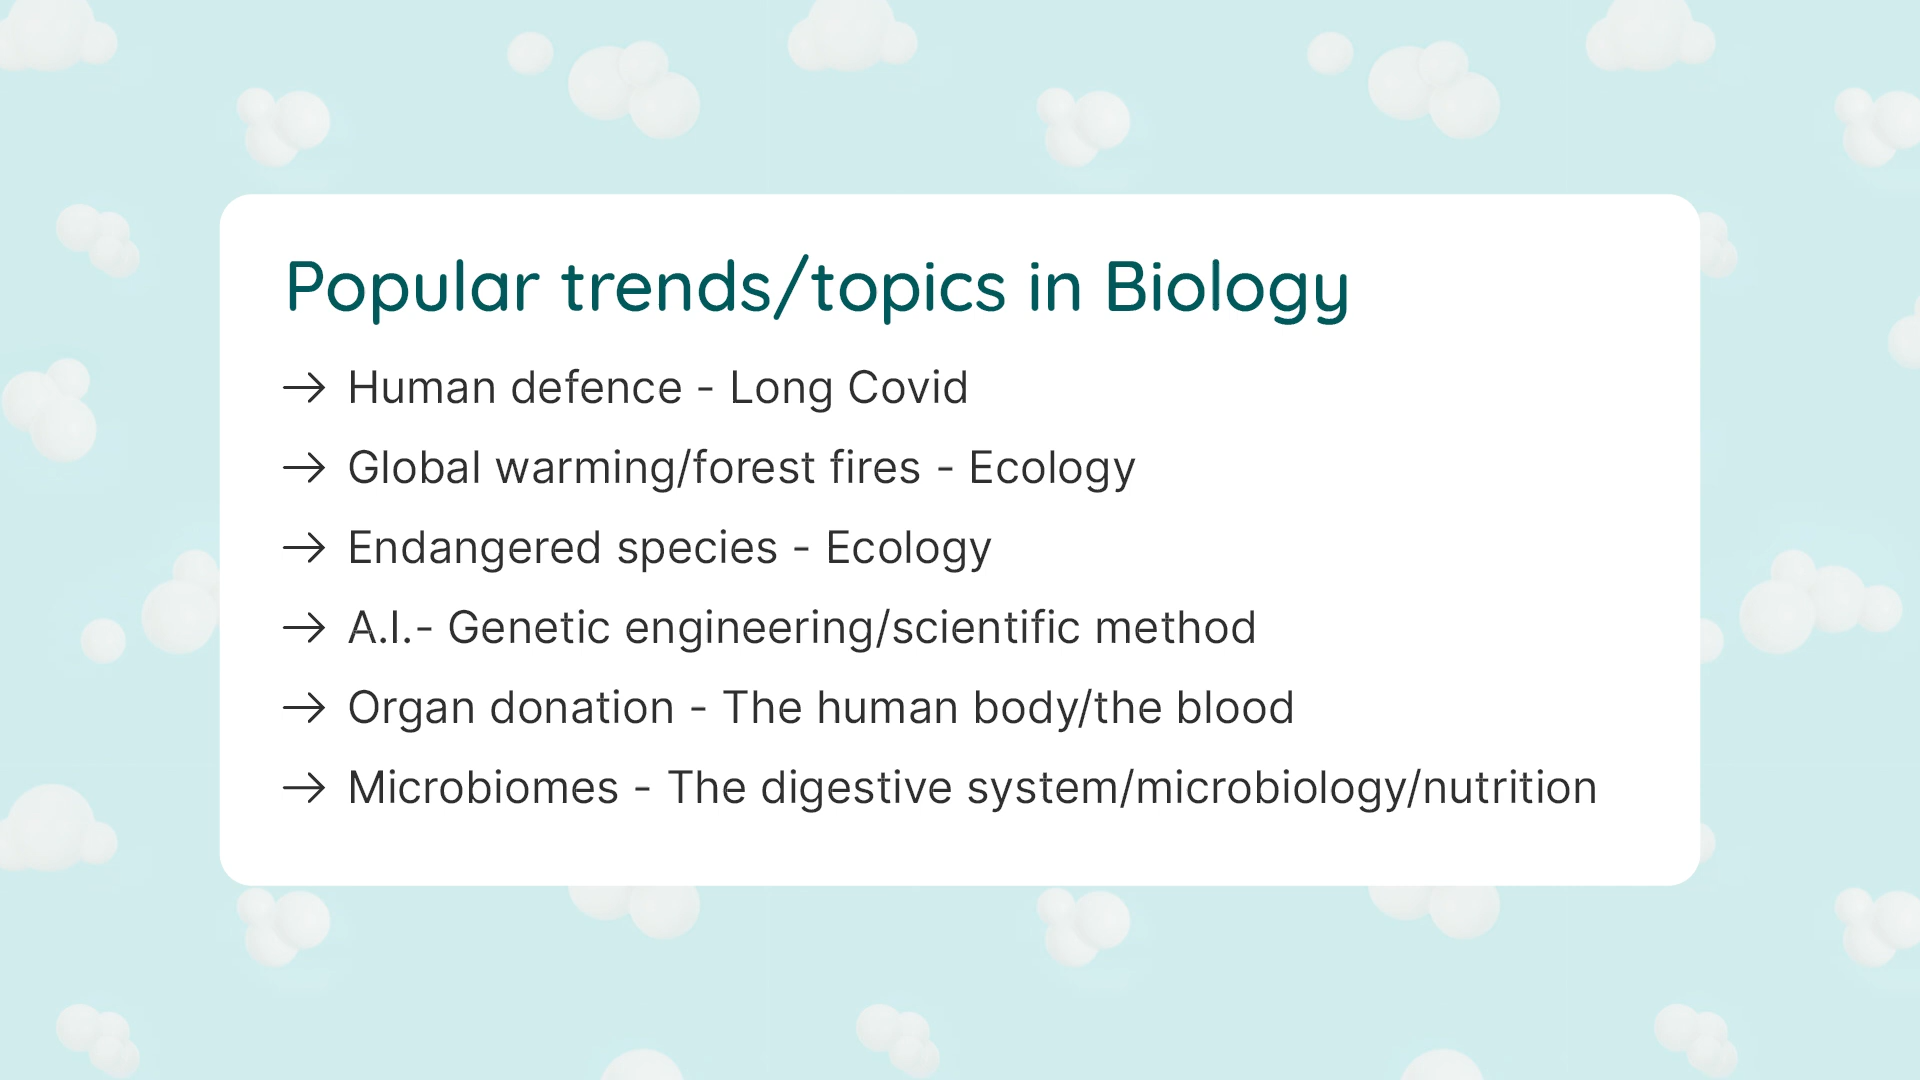 Popular trends/topics in Biology
→ Human defence - Long Covid
→ Global warming/forest fires - Ecology
→ Endangered species - Ecology
→ A.I.- Genetic engineering/scientific method
→ Organ donation - The human body/the blood
→ Microbiomes - The digestive system/microbiology/nutrition